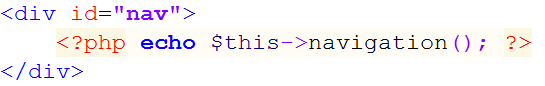 <div id="nav">
    <?php echo $this->navigation(); ?>
</div>